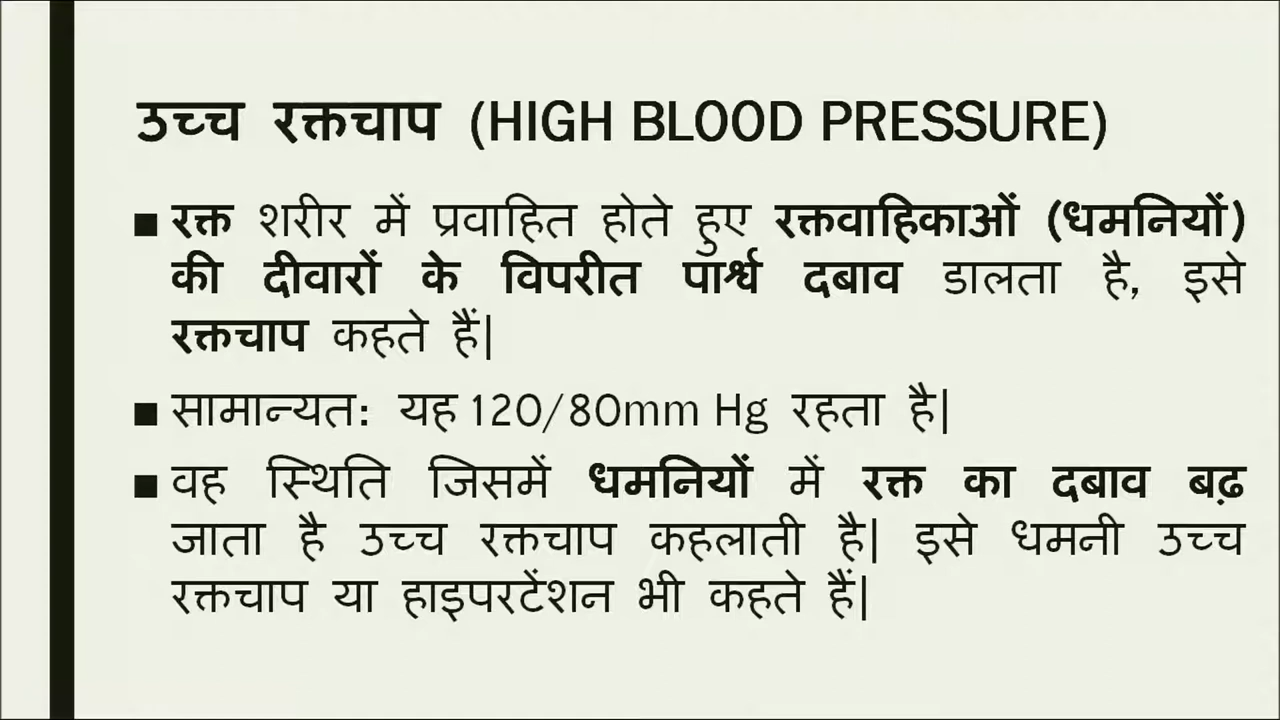 उच्च रक्तचाप (HIGH BLOOD PRESSURE)
■ रक्त शरीर में प्रवाहित होते हुए रक्तवाहिकाओं (धमनियों)
की दीवारों के विपरीत पार्श्व दबाव डालता है, इसे
रक्तचाप कहते हैं|
■ सामान्यत: यह 120/80mm Hg रहता है|
■ वह स्थिति जिसमें धमनियों में रक्त का दबाव बढ़
जाता है उच्च रक्तचाप कहलाती है| इसे धमनी उच्च
रक्तचाप या हाइपरटेंशन भी कहते हैं|